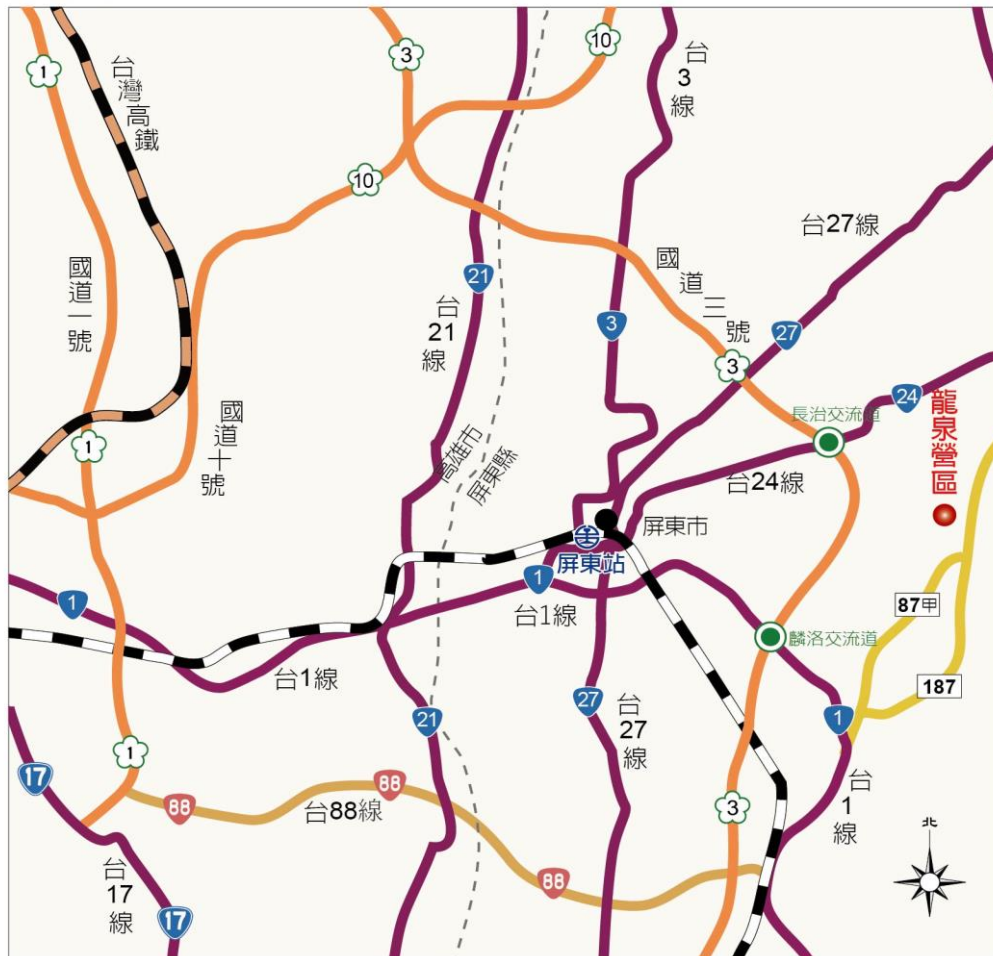 1
台灣高鐵
3
10
台3線
10
台27線
國道一號
21
台21線
3
國道三號
27
3
24
國道十號
1
高雄市
屏東縣
長治交流道
龍泉營區
台24線
屏東市
屏東站
1
台1線
1
87甲
麟洛交流道
187
台1線
21
27
台27線
1
1
17
88
台88線
88
3
台1線
88
台17線
17
北